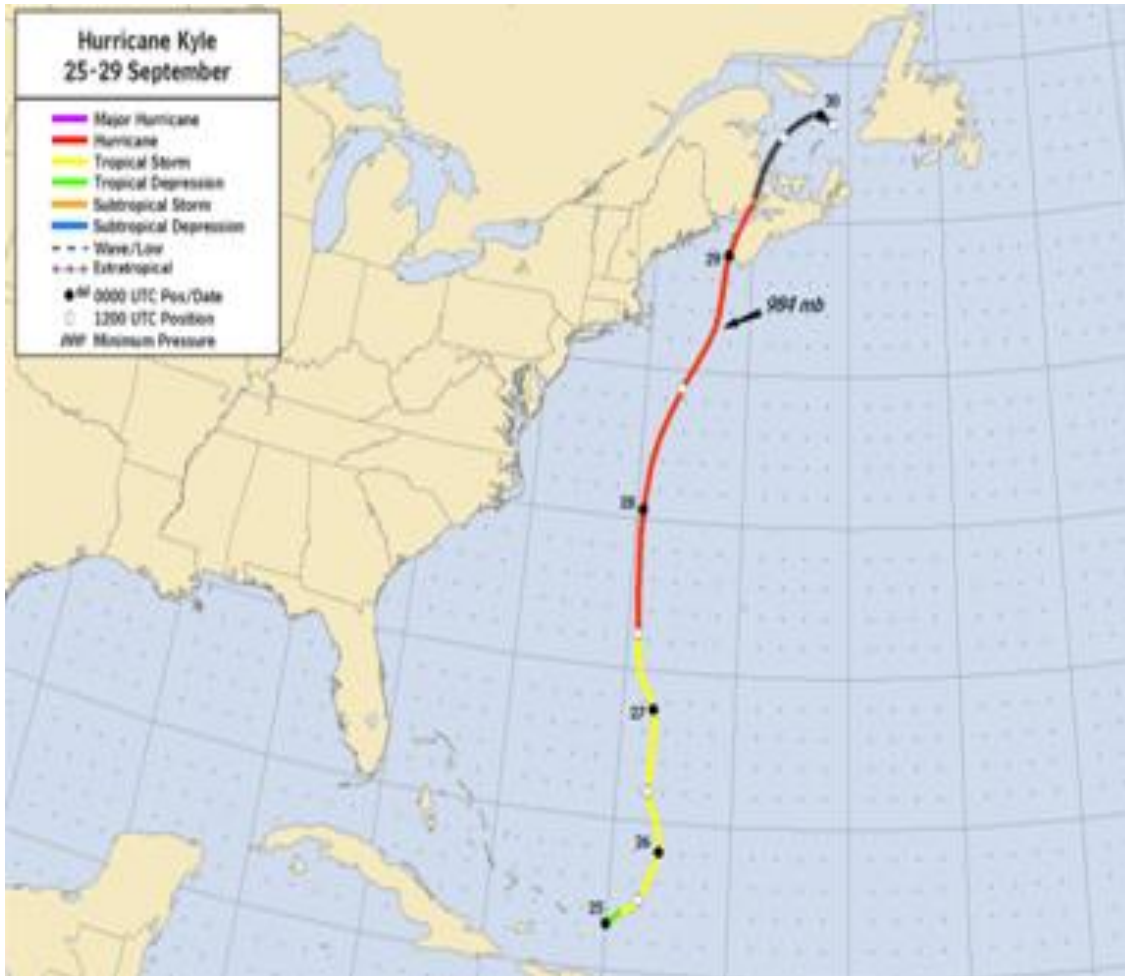 Hurricane Kyle
25-29 September
Major Hurricane
Hurricane
Tropical Storm
Tropical Depression
Subtropical Storm
Subtropical Depression
Wave/Low
Extratropical
0000 UTC Pos/Date
1200 UTC Position
Minimum Pressure
30
29
984 mb
28
27
26
25